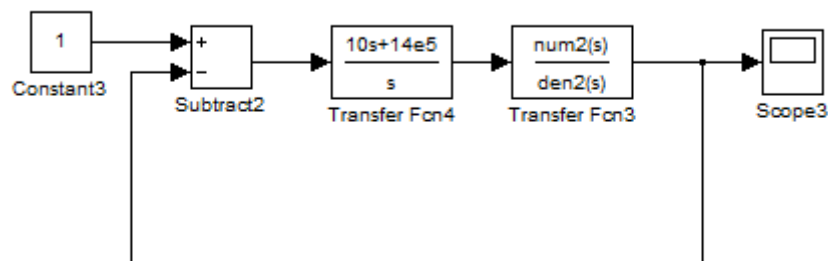 1
Constant3
+
−
Subtract2
10s+14e5
s
Transfer Fcn4
num2(s)
den2(s)
Transfer Fcn3
Scope3